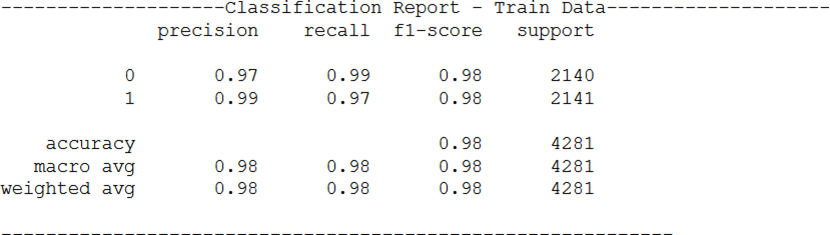 --------------------Classification Report - Train Data--------------------
precision recall f1-score support
0 0.97 0.99 0.98 2140
1 0.99 0.97 0.98 2141
accuracy 0.98 4281
macro avg 0.98 0.98 0.98 4281
weighted avg 0.98 0.98 0.98 4281
------------------------------------------------------------